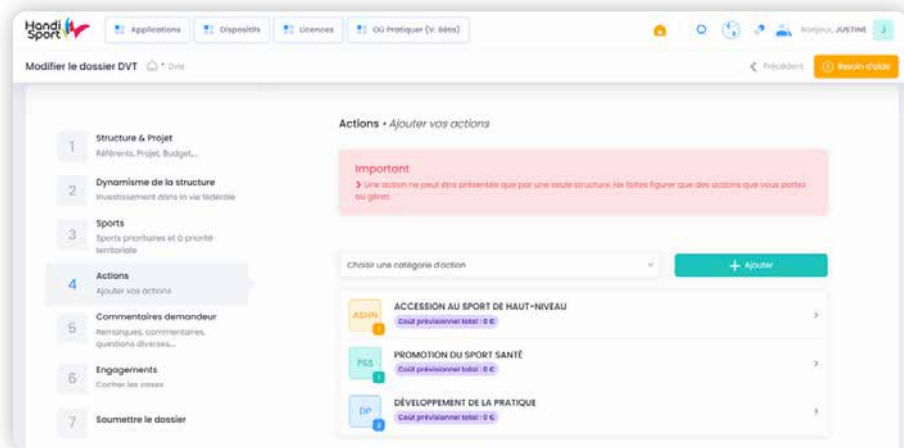 Handi
Sport
Applications
Dispositifs
Licences
Où Pratiquer (V. Bêta)
Bonjour, JUSTINE
J
Modifier le dossier DVT
• Dvts
Précédent
Besoin d'aide
1
Structure & Projet
Référents, Projet, Budget,...
2
Dynamisme de la structure
Investissement dans la vie fédérale
3
Sports
Sports prioritaires et à priorité
territoriale
4
Actions
Ajouter vos actions
5
Commentaires demandeur
Remarques, commentaires,
questions diverses,...
6
Engagements
Cocher les cases
7
Soumettre le dossier
Actions • Ajouter vos actions
Important
Une action ne peut être présentée que par une seule structure. Ne faites figurer que des actions que vous portez
ou gérez.
Choisir une catégorie d'action
+ Ajouter
ASHN
1
ACCESSION AU SPORT DE HAUT-NIVEAU
Coût prévisionnel total : 0 €
PSS
1
PROMOTION DU SPORT SANTÉ
Coût prévisionnel total : 0 €
DP
2
DÉVELOPPEMENT DE LA PRATIQUE
Coût prévisionnel total : 0 €